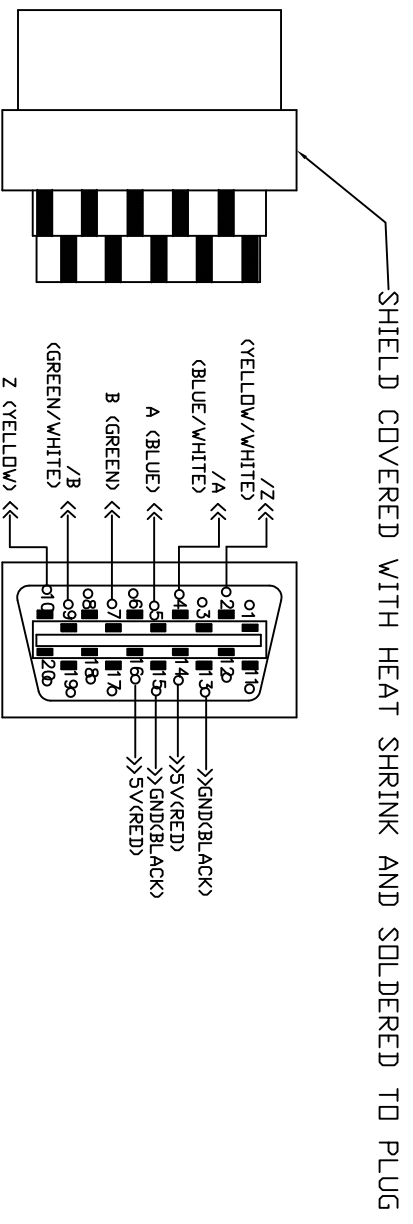 SHIELD COVERED WITH HEAT SHRINK AND SOLDERED TO PLUG
/Z
(YELLOW/WHITE)
/A
(BLUE/WHITE)
A (BLUE)
B (GREEN)
/B
(GREEN/WHITE)
Z (YELLOW)
1
2
3
4
5
6
7
8
9
10
11
12
13
14
15
16
17
18
19
20
GND(BLACK)
5V(RED)
GND(BLACK)
5V(RED)